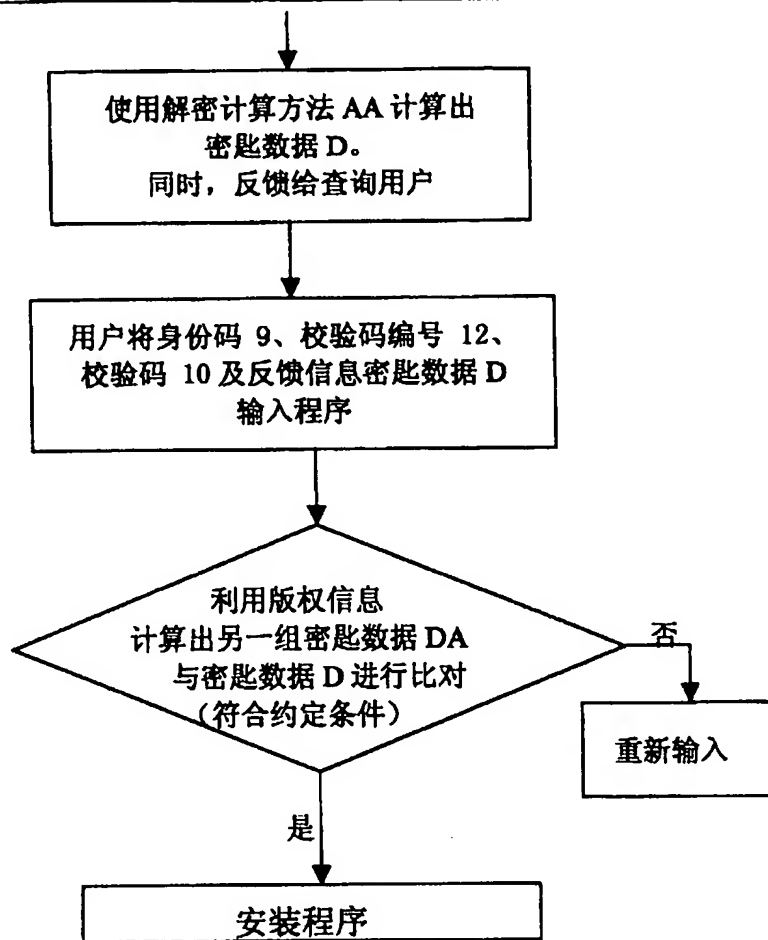 使用解密计算方法 AA 计算出
密匙数据 D。
同时，反馈给查询用户
用户将身份码 9、校验码编号 12、
校验码 10 及反馈信息密匙数据 D
输入程序
利用版权信息
计算出另一组密匙数据 DA
与密匙数据 D 进行比对
（符合约定条件）
否
重新输入
是
安装程序